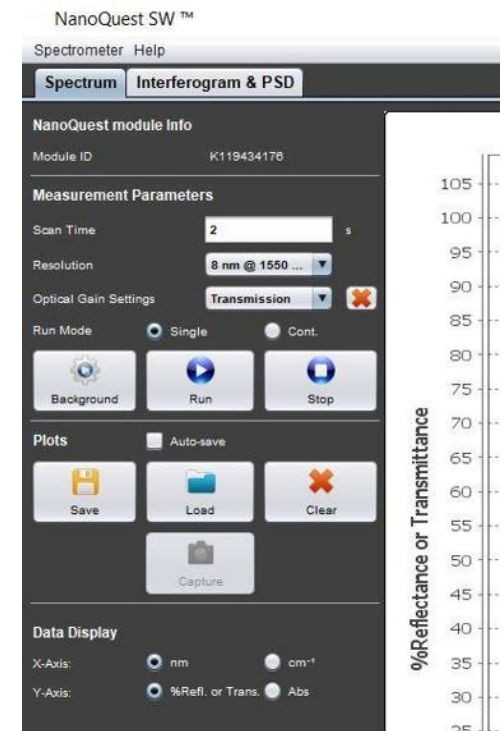 NanoQuest SW ™
Spectrometer Help
Spectrum Interferogram & PSD
NanoQuest module Info
Module ID K119434176
Measurement Parameters
Scan Time 2 s
Resolution 8 nm @ 1550 ...
Optical Gain Settings Transmission
Run Mode Single Cont.
Background Run Stop
Plots Auto-save
Save Load Clear
Capture
Data Display
X-Axis: nm cm⁻¹
Y-Axis: %Refl. or Trans. Abs
%Reflectance or Transmittance
105
100
95
90
85
80
75
70
65
60
55
50
45
40
35
30
25